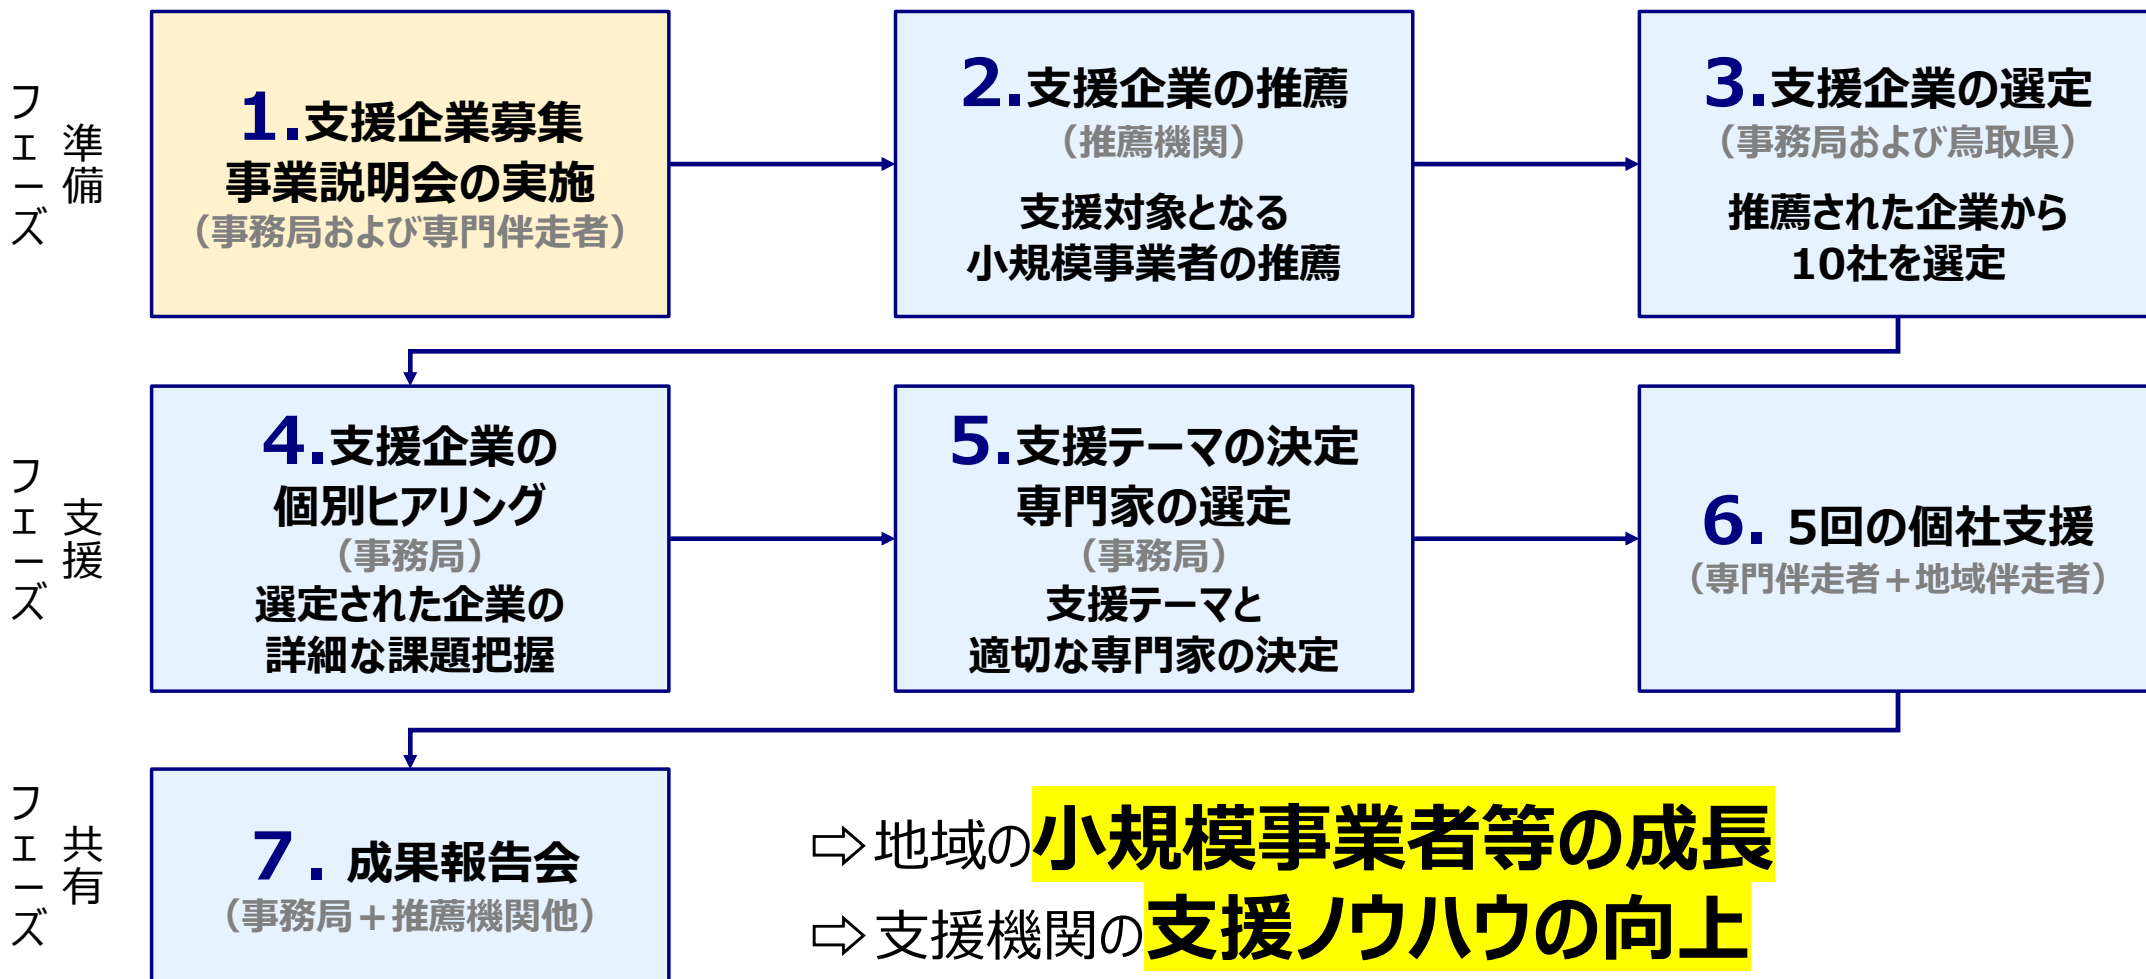 準備
フェーズ
1.支援企業募集
事業説明会の実施
（事務局および専門伴走者）
2.支援企業の推薦
（推薦機関）
支援対象となる
小規模事業者の推薦
3.支援企業の選定
（事務局および鳥取県）
推薦された企業から
10社を選定
支援
フェーズ
4.支援企業の
個別ヒアリング
（事務局）
選定された企業の
詳細な課題把握
5.支援テーマの決定
専門家の選定
（事務局）
支援テーマと
適切な専門家の決定
6. 5回の個社支援
（専門伴走者+地域伴走者）
共有
フェーズ
7. 成果報告会
（事務局+推薦機関他）
⇨地域の小規模事業者等の成長
⇨支援機関の支援ノウハウの向上